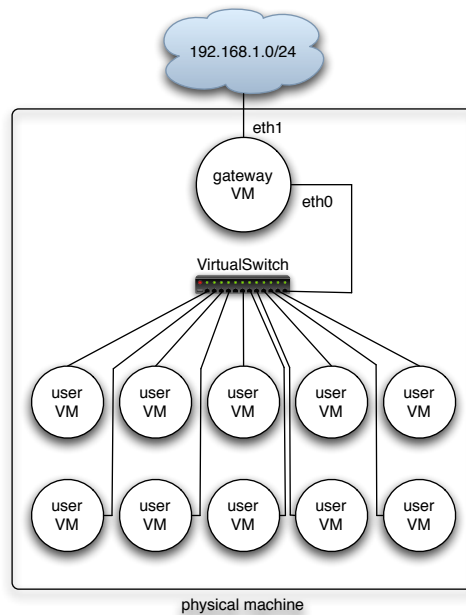 192.168.1.0/24
eth1
gateway
VM
eth0
VirtualSwitch
user
VM
user
VM
user
VM
user
VM
user
VM
user
VM
user
VM
user
VM
user
VM
user
VM
physical machine